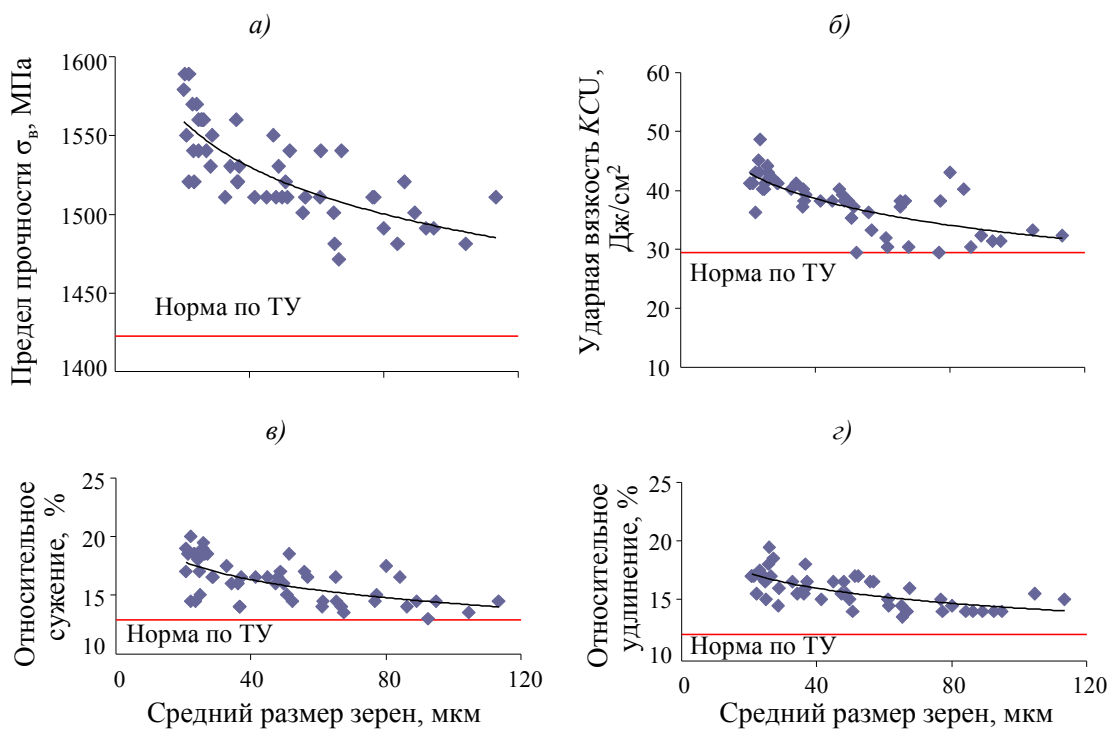 а)
Предел прочности σв, МПа
1600
1550
1500
1450
1400
Норма по ТУ
б)
Ударная вязкость KCU,
Дж/см2
60
50
40
30
20
10
Норма по ТУ
в)
Относительное
сужение, %
25
20
15
10
Норма по ТУ
0
40
80
120
Средний размер зерен, мкм
г)
Относительное
удлинение, %
25
20
15
10
Норма по ТУ
0
40
80
120
Средний размер зерен, мкм